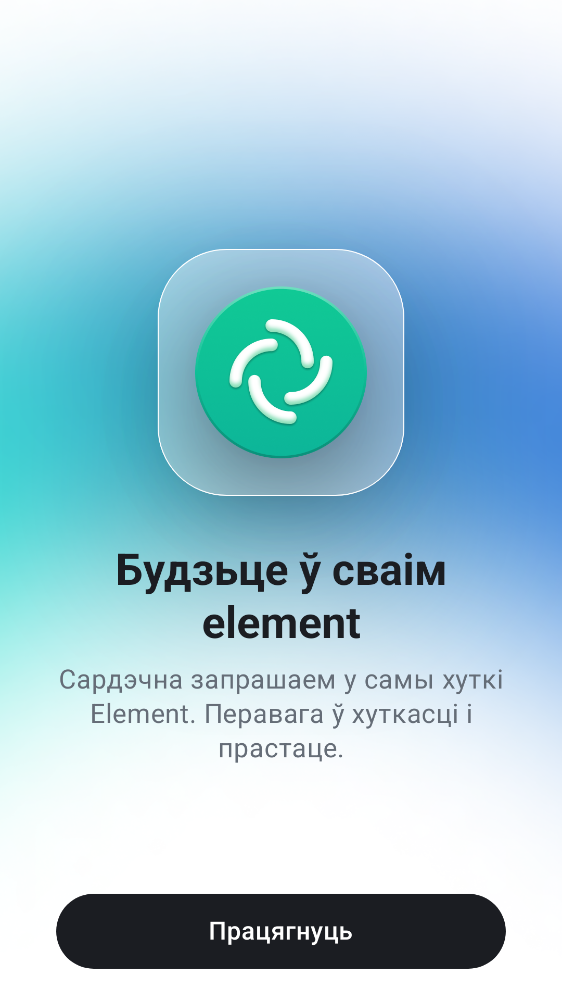 Будзьце ў сваім
element
Сардэчна запрашаем у самы хуткі
Element. Перавага ў хуткасці і
прастаце.
Працягнуць